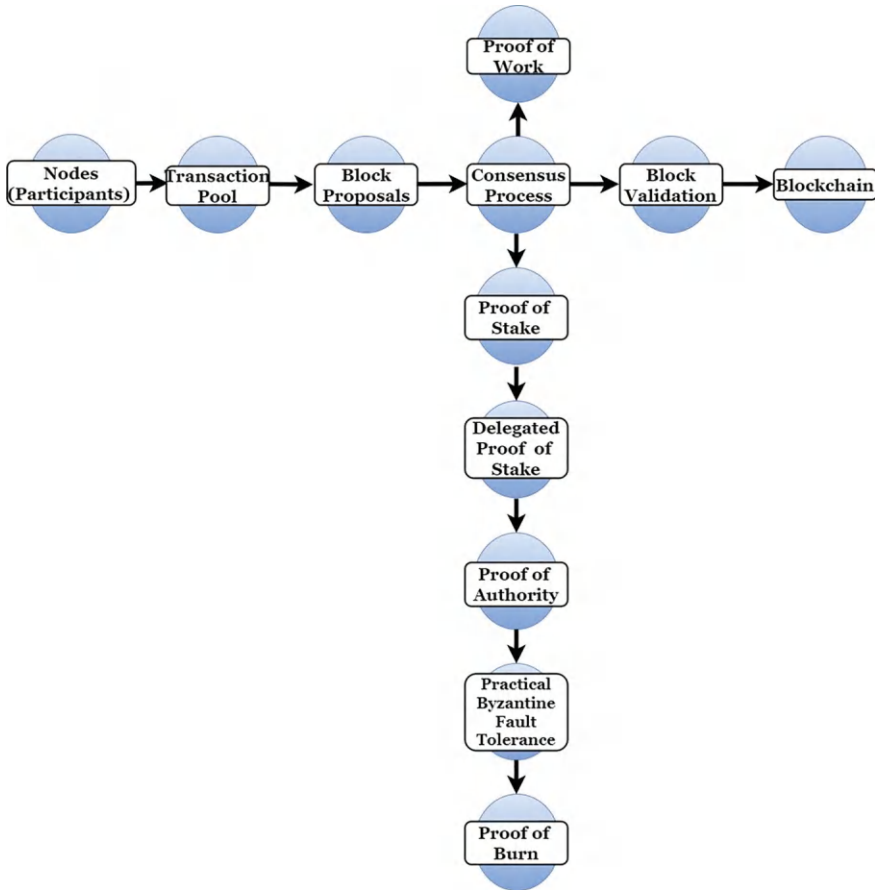 Proof of
Work
Nodes
(Participants)
Transaction
Pool
Block
Proposals
Consensus
Process
Block
Validation
Blockchain
Proof of
Stake
Delegated
Proof of
Stake
Proof of
Authority
Practical
Byzantine
Fault
Tolerance
Proof of
Burn